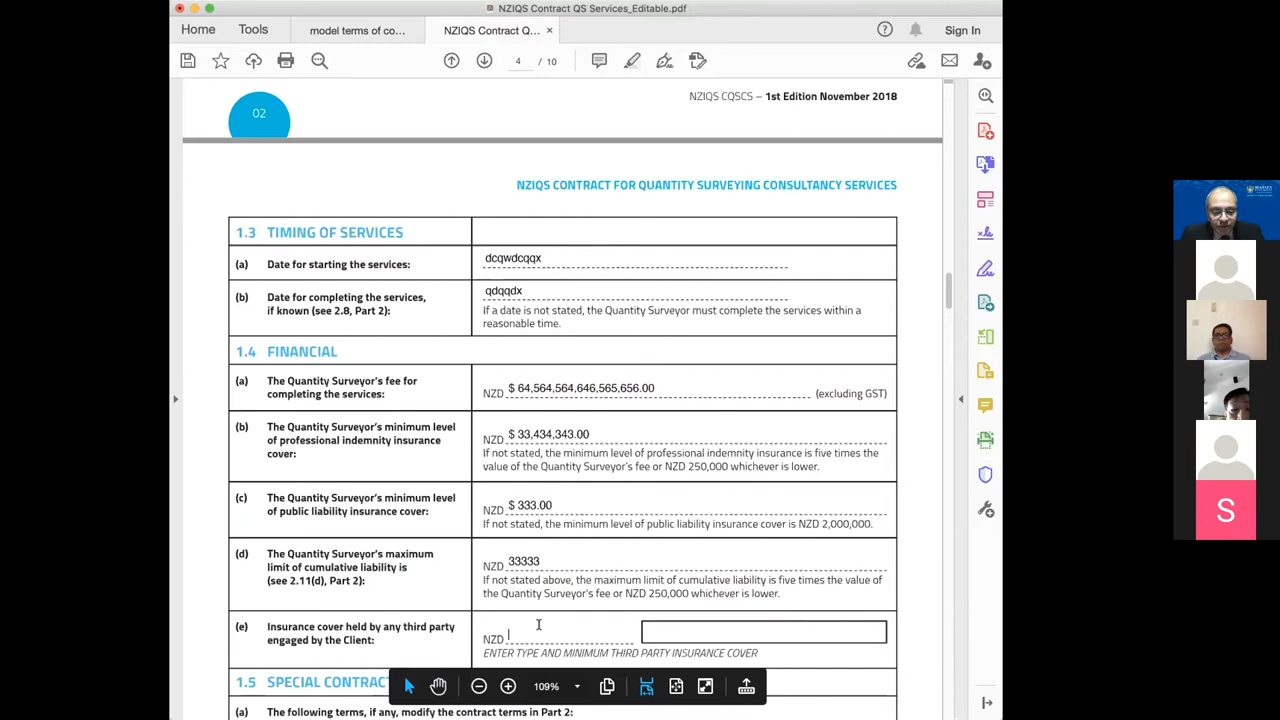 NZIQS Contract QS Services_Editable.pdf
Home Tools model terms of co... NZIQS Contract Q... × ? Sign In
4 / 10
02
NZIQS CQSCS – 1st Edition November 2018
NZIQS CONTRACT FOR QUANTITY SURVEYING CONSULTANCY SERVICES
1.3 TIMING OF SERVICES
(a) Date for starting the services:
dcqwdcqqx
(b) Date for completing the services,
if known (see 2.8, Part 2):
qdqqdx
If a date is not stated, the Quantity Surveyor must complete the services within a
reasonable time.
1.4 FINANCIAL
(a) The Quantity Surveyor's fee for
completing the services:
NZD $ 64,564,564,646,565,656.00 (excluding GST)
(b) The Quantity Surveyor's minimum level
of professional indemnity insurance
cover:
NZD $ 33,434,343.00
If not stated, the minimum level of professional indemnity insurance is five times the
value of the Quantity Surveyor's fee or NZD 250,000 whichever is lower.
(c) The Quantity Surveyor's minimum level
of public liability insurance cover:
NZD $ 333.00
If not stated, the minimum level of public liability insurance cover is NZD 2,000,000.
(d) The Quantity Surveyor's maximum
limit of cumulative liability is
(see 2.11(d), Part 2):
NZD 33333
If not stated above, the maximum limit of cumulative liability is five times the value of
the Quantity Surveyor's fee or NZD 250,000 whichever is lower.
(e) Insurance cover held by any third party
engaged by the Client:
NZD
ENTER TYPE AND MINIMUM THIRD PARTY INSURANCE COVER
1.5 SPECIAL CONTRAC
(a) The following terms, if any, modify the contract terms in Part 2:
109%
S